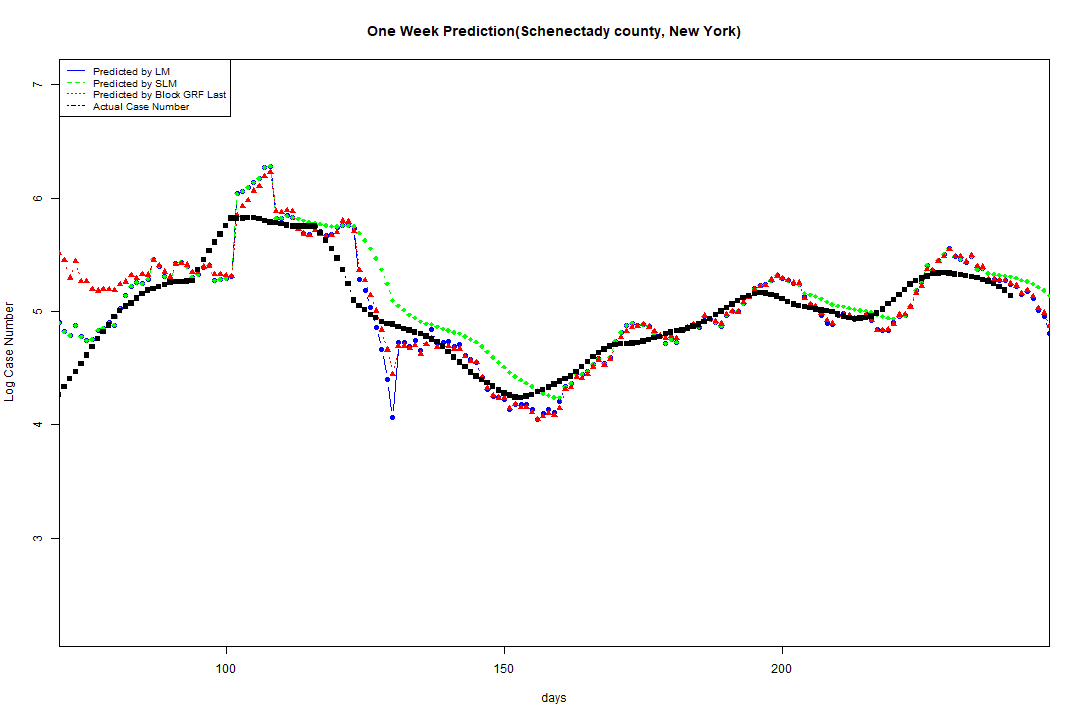 One Week Prediction(Schenectady county, New York)
Predicted by LM
Predicted by SLM
Predicted by Block GRF Last
Actual Case Number
7
6
5
4
3
Log Case Number
100 150 200
days